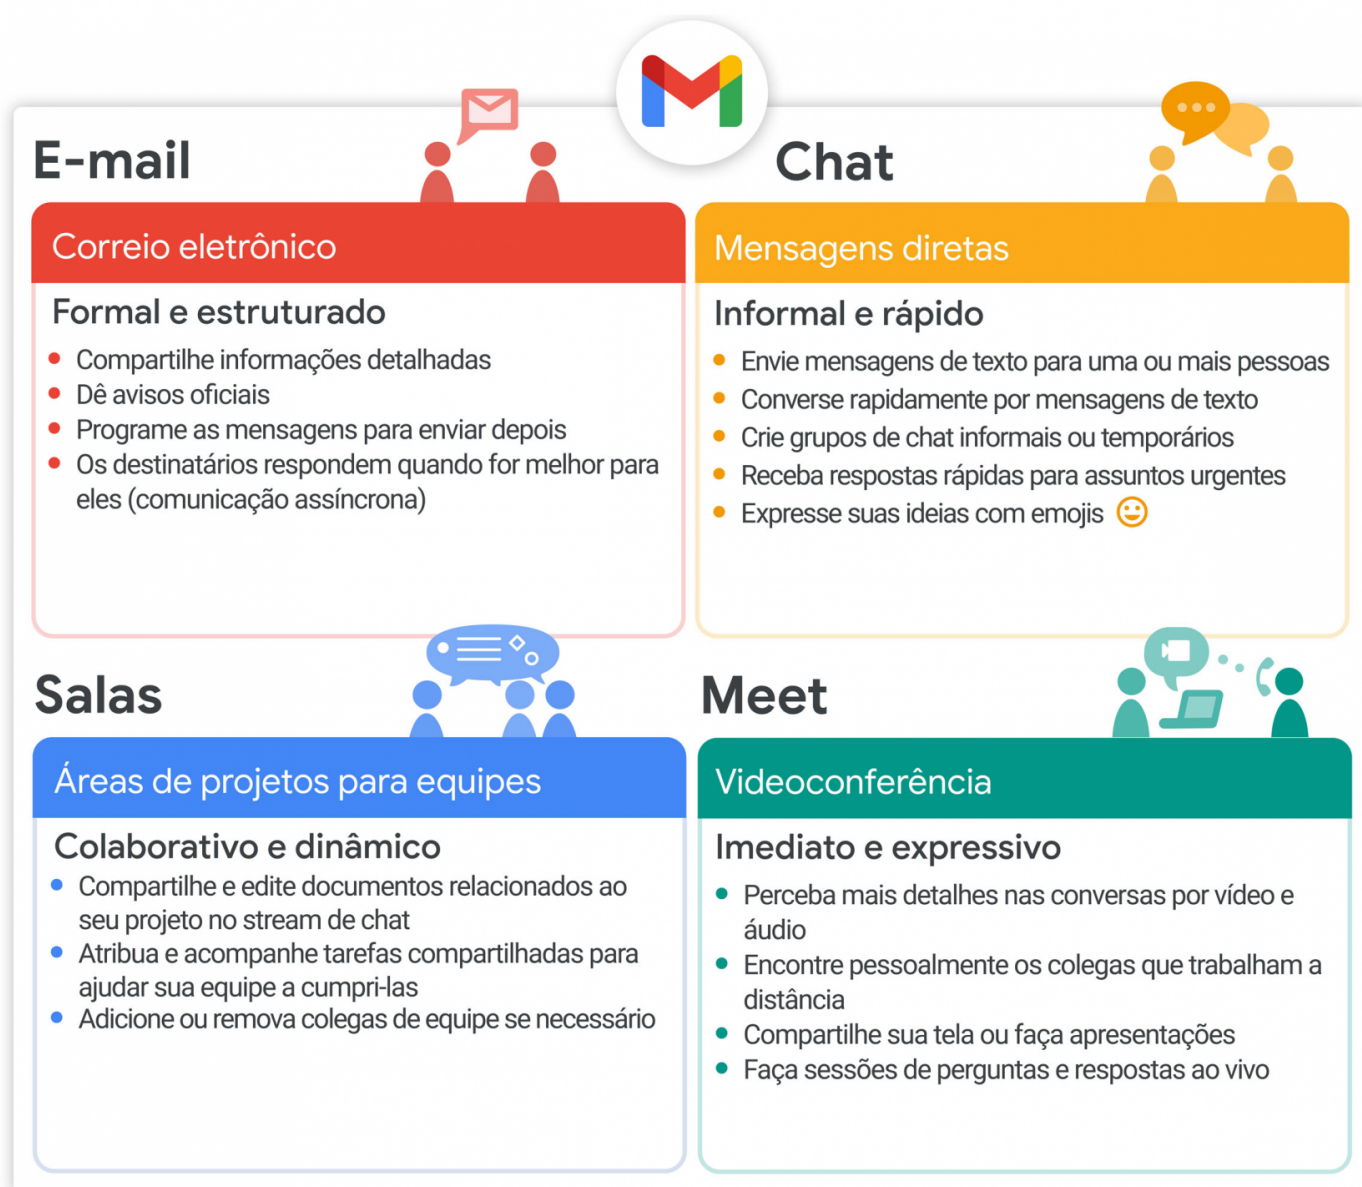 E-mail
Correio eletrônico
Formal e estruturado
Compartilhe informações detalhadas
Dê avisos oficiais
Programe as mensagens para enviar depois
Os destinatários respondem quando for melhor para
eles (comunicação assíncrona)
Chat
Mensagens diretas
Informal e rápido
Envie mensagens de texto para uma ou mais pessoas
Converse rapidamente por mensagens de texto
Crie grupos de chat informais ou temporários
Receba respostas rápidas para assuntos urgentes
Expresse suas ideias com emojis
Salas
Áreas de projetos para equipes
Colaborativo e dinâmico
Compartilhe e edite documentos relacionados ao
seu projeto no stream de chat
Atribua e acompanhe tarefas compartilhadas para
ajudar sua equipe a cumpri-las
Adicione ou remova colegas de equipe se necessário
Meet
Videoconferência
Imediato e expressivo
Perceba mais detalhes nas conversas por vídeo e
áudio
Encontre pessoalmente os colegas que trabalham a
distância
Compartilhe sua tela ou faça apresentações
Faça sessões de perguntas e respostas ao vivo